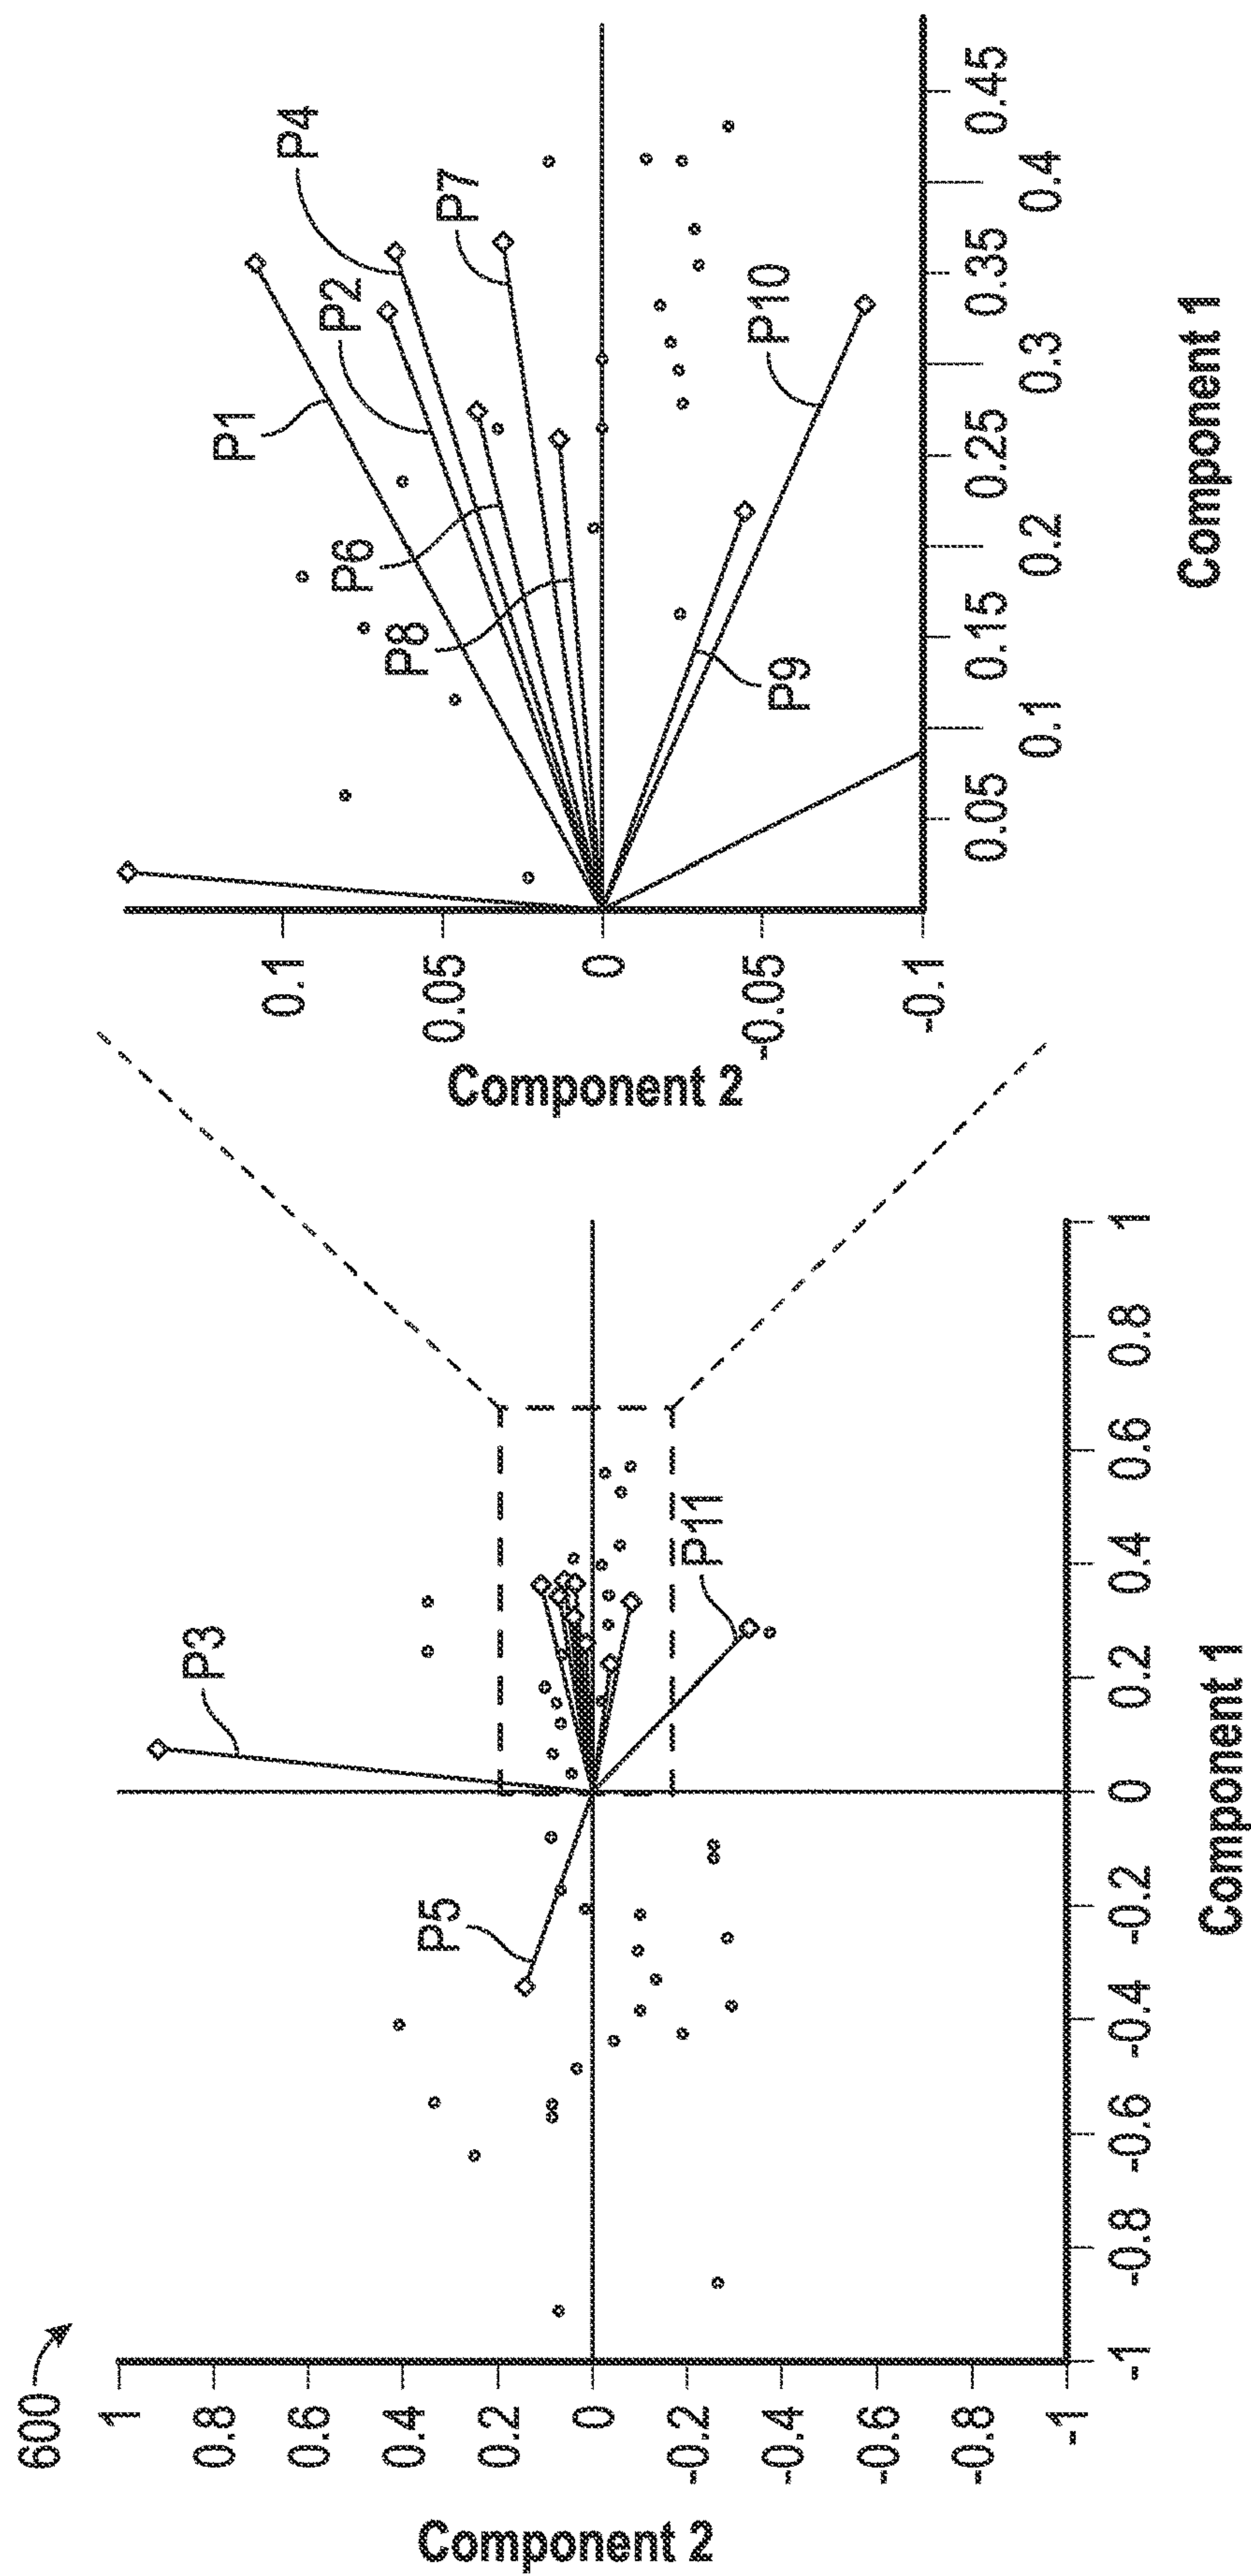 600
Component 2
1
0.8
0.6
0.4
0.2
0
-0.2
-0.4
-0.6
-0.8
-1
P3
P5
P11
-1 -0.8 -0.6 -0.4 -0.2 0 0.2 0.4 0.6 0.8 1
Component 1
Component 2
0.1
0.05
0
-0.05
-0.1
P1
P4
P2
P6
P7
P8
P9
P10
0.05 0.1 0.15 0.2 0.25 0.3 0.35 0.4 0.45
Component 1